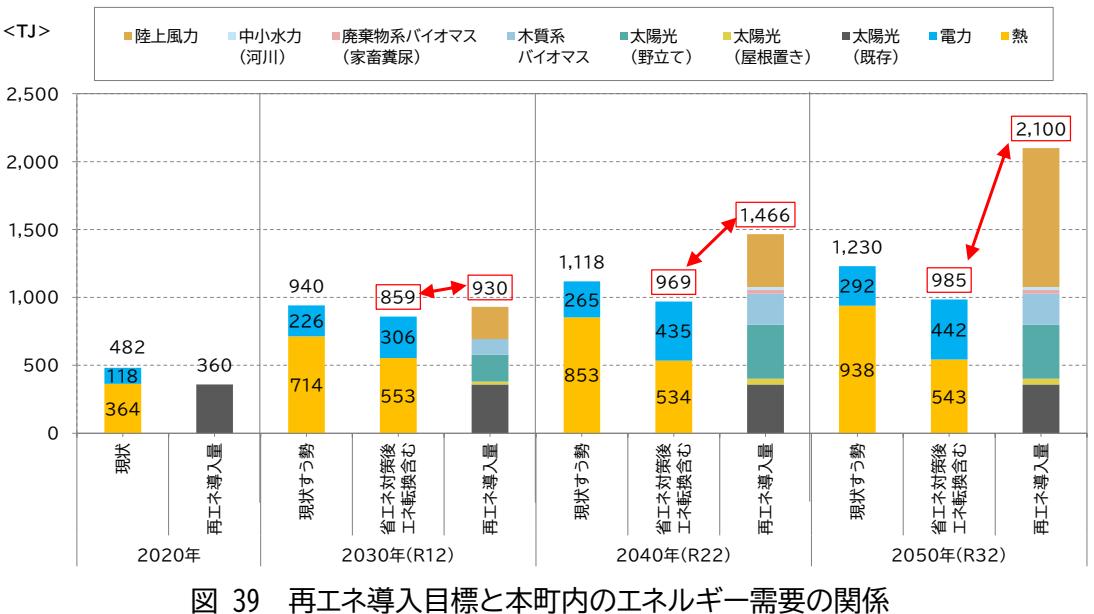 <TJ>
■陸上風力 ■中小水力 ■廃棄物系バイオマス ■木質系 ■太陽光 ■太陽光 ■太陽光 ■電力 ■熱
（河川） （家畜糞尿） バイオマス （野立て） （屋根置き） （既存）
2,500
2,000
1,500
1,000
500
0
482
118
364
360
940
226
714
859
306
553
930
1,118
265
853
969
435
534
1,466
1,230
292
938
985
442
543
2,100
現状
再エネ導入量
現状すう勢
省エネ対策後
エネ転換含む
再エネ導入量
現状すう勢
省エネ対策後
エネ転換含む
再エネ導入量
現状すう勢
省エネ対策後
エネ転換含む
再エネ導入量
2020年 2030年(R12) 2040年(R22) 2050年(R32)
図 39 再エネ導入目標と本町内のエネルギー需要の関係